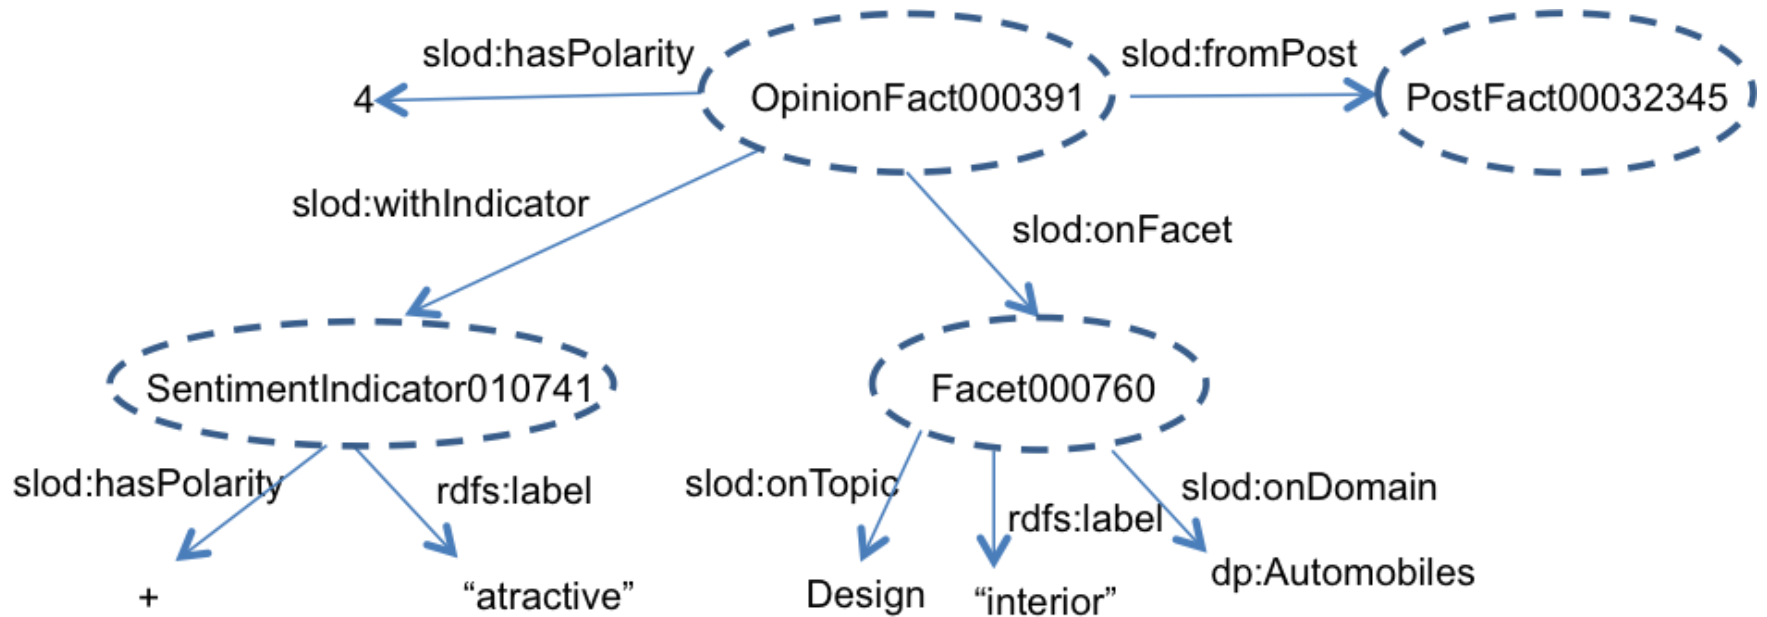 slod:hasPolarity
slod:fromPost
4
OpinionFact000391
PostFact00032345
slod:withIndicator
slod:onFacet
SentimentIndicator010741
Facet000760
slod:hasPolarity
rdfs:label
slod:onTopic
rdfs:label
slod:onDomain
+
“atractive”
Design
“interior”
dp:Automobiles